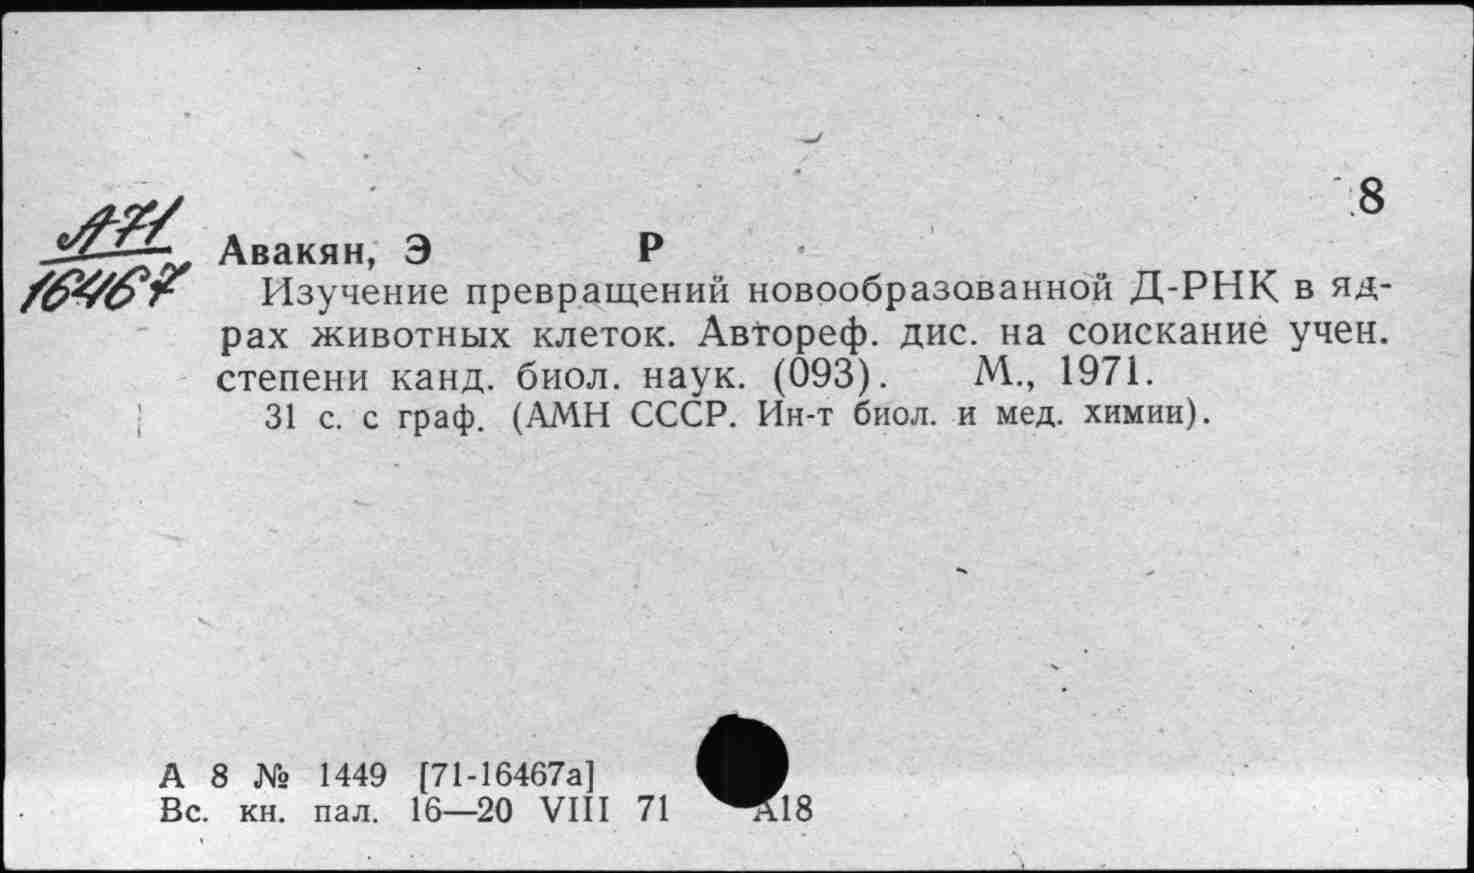 8
А71
16467
Авакян, Э Р
Изучение превращений новообразованной Д-РНК в яд-
рах животных клеток. Автореф. дис. на соискание учен.
степени канд. биол. наук. (093). М., 1971.
31 с. с граф. (АМН СССР. Ин-т биол. и мед. химии).
А 8 № 1449 [71-16467а]
Вс. кн. пал. 16—20 VIII 71 А18